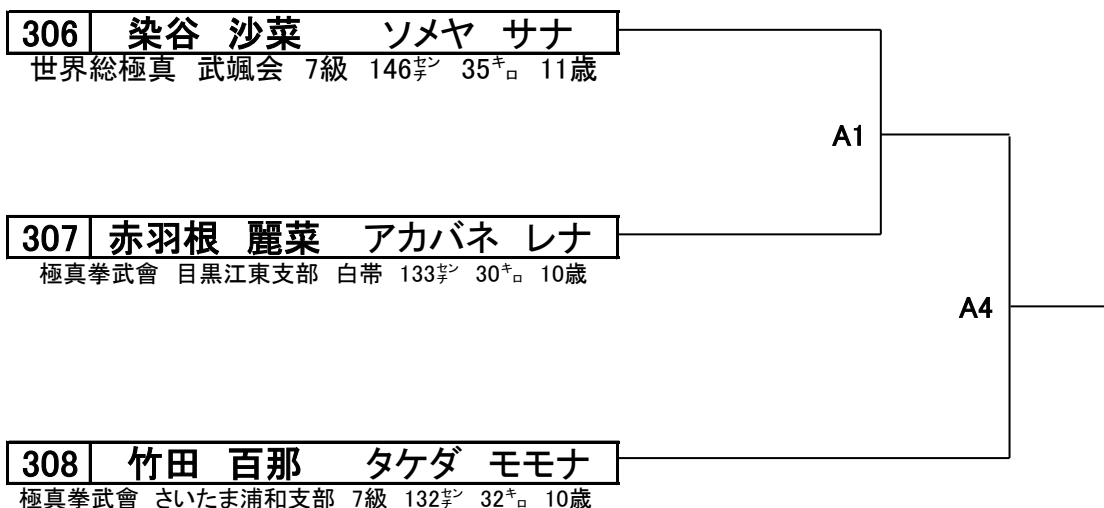 306 染谷 沙菜 ソメヤ サナ
世界総極真 武颯会 7級 146㌢ 35㌔ 11歳
A1
307 赤羽根 麗菜 アカバネ レナ
極真拳武會 目黒江東支部 白帯 133㌢ 30㌔ 10歳
A4
308 竹田 百那 タケダ モモナ
極真拳武會 さいたま浦和支部 7級 132㌢ 32㌔ 10歳